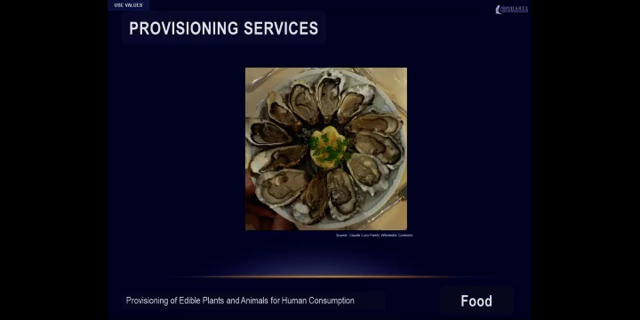 USE VALUES
PROVISIONING SERVICES
Provisioning of Edible Plants and Animals for Human Consumption
Food